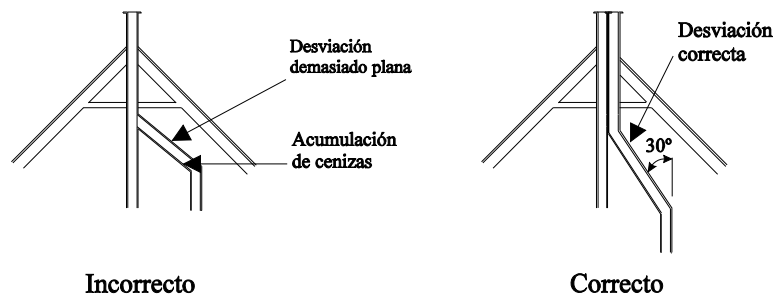 Desviación
demasiado plana
Acumulación
de cenizas
Incorrecto
Desviación
correcta
30º
Correcto